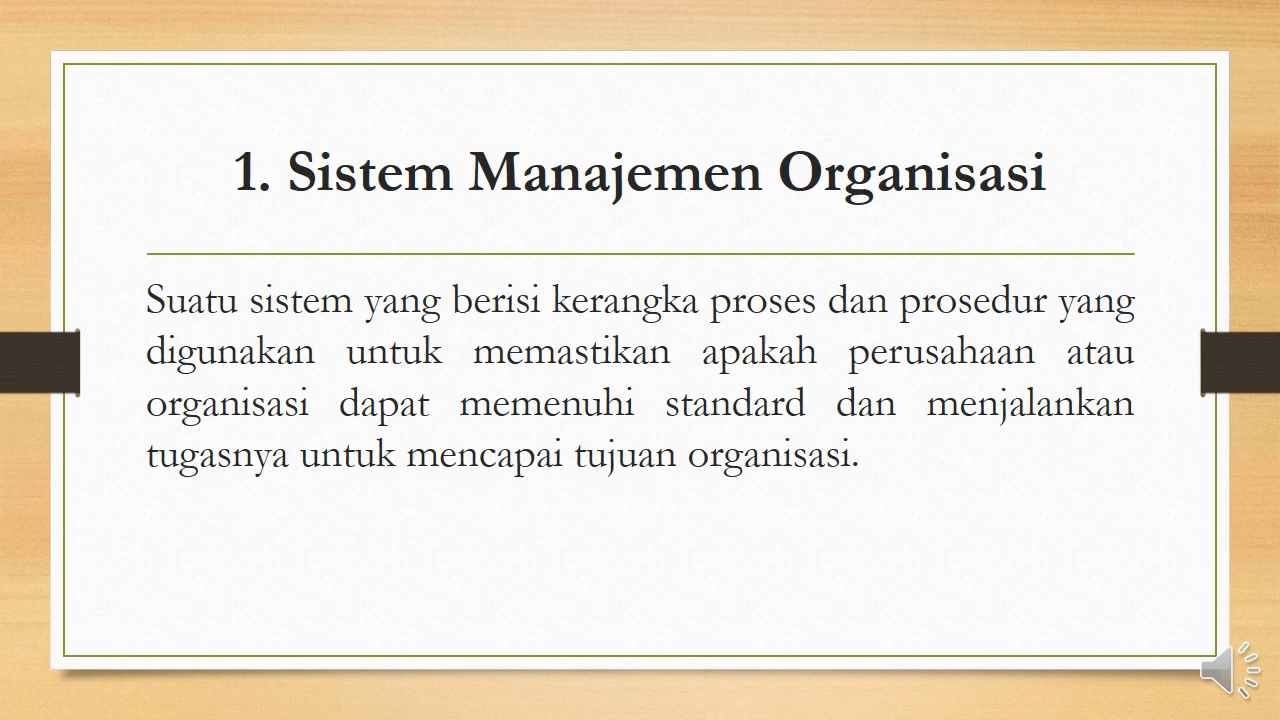 1. Sistem Manajemen Organisasi
Suatu sistem yang berisi kerangka proses dan prosedur yang
digunakan untuk memastikan apakah perusahaan atau
organisasi dapat memenuhi standard dan menjalankan
tugasnya untuk mencapai tujuan organisasi.